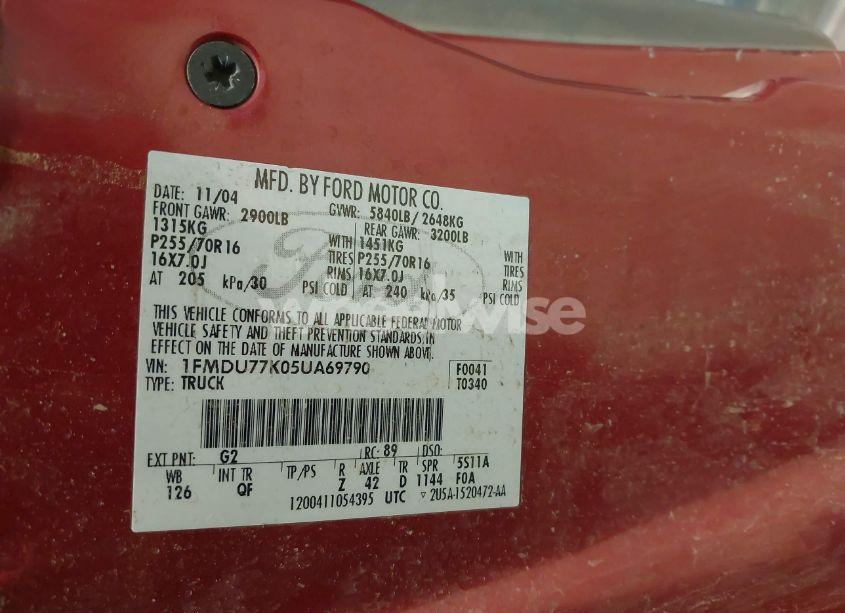 MFD. BY FORD MOTOR CO.
DATE: 11/04 GVWR: 5840LB/2648KG
FRONT GAWR: 2900LB REAR GAWR: 3200LB
1315KG WITH 1451KG WITH
P255/70R16 TIRES P255/70R16 TIRES
16X7.0J RIMS 16X7.0J RIMS
AT 205 kPa/30 PSI COLD AT 240 kPa/35 PSI COLD
THIS VEHICLE CONFORMS TO ALL APPLICABLE FEDERAL MOTOR
VEHICLE SAFETY AND THEFT PREVENTION STANDARDS IN
EFFECT ON THE DATE OF MANUFACTURE SHOWN ABOVE.
VIN: 1FMDU77K05UA69790 F0041
TYPE: TRUCK T0340
EXT PNT: G2 RC: 89 DSO:
WB INT TR TP/PS R AXLE TR SPR 5S11A
126 QF Z 42 D 1144 F0A
1200411054395 UTC ▽ 2U5A-1520472-AA
Ford
wheelwise